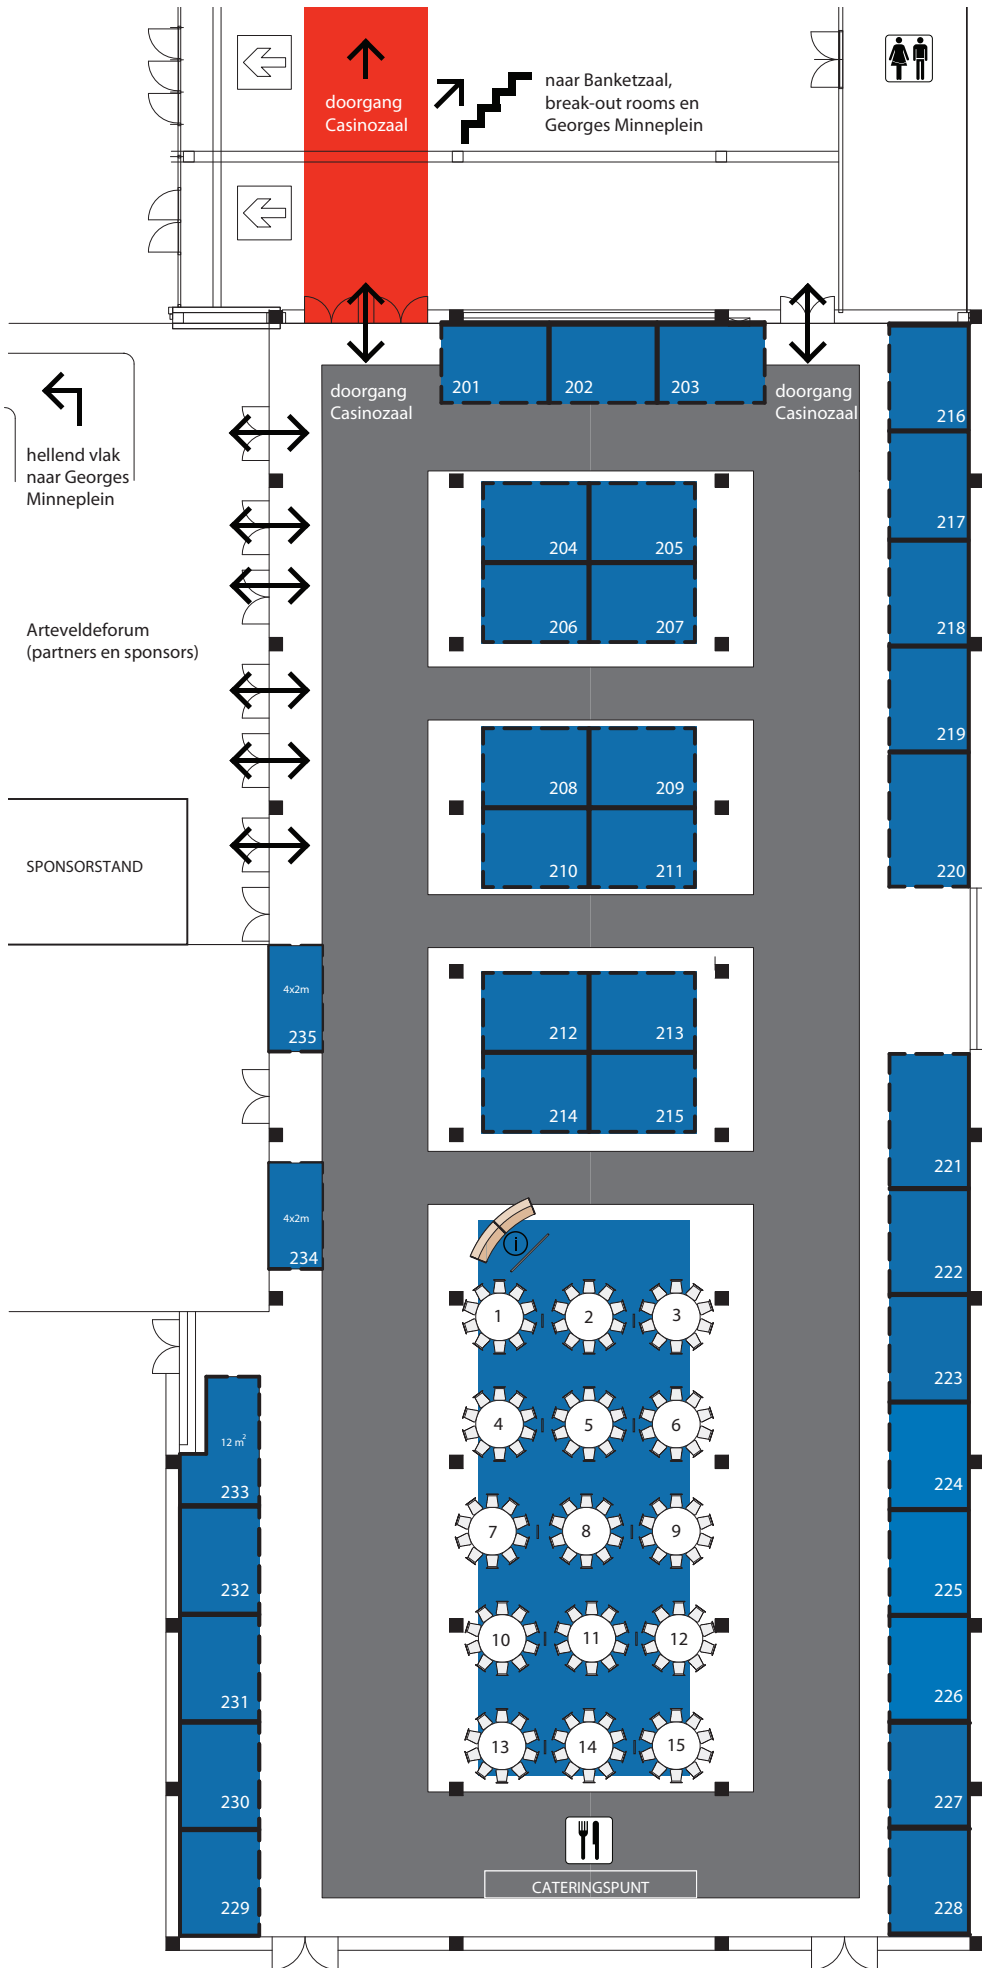 doorgang
Casinozaal
naar Banketzaal,
break-out rooms en
Georges Minneplein
201
202
203
doorgang
Casinozaal
doorgang
Casinozaal
216
hellend vlak
naar Georges
Minneplein
217
204
205
206
207
218
Arteveldeforum
(partners en sponsors)
219
208
209
210
211
220
SPONSORSTAND
4x2m
235
212
213
214
215
221
4x2m
234
i
222
1
2
3
223
4
5
6
12 m²
233
224
7
8
9
232
225
10
11
12
231
226
13
14
15
230
227
CATERINGSPUNT
229
228